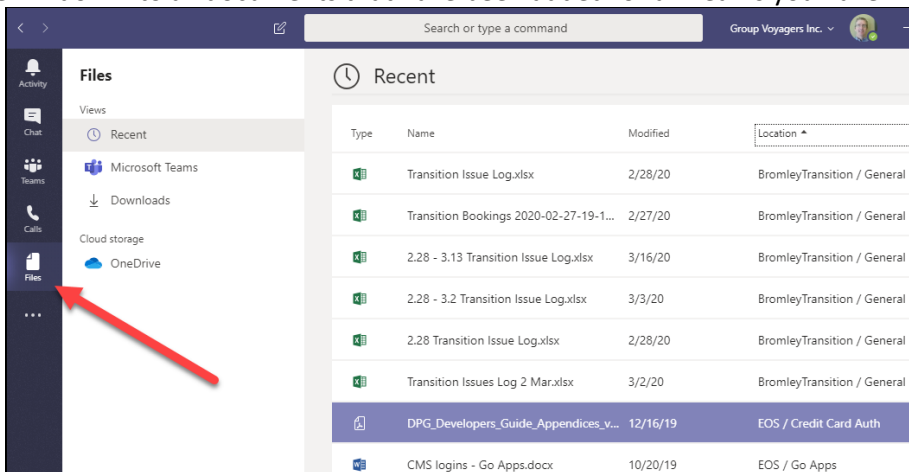 Search or type a command
Group Voyagers Inc.
Activity
Chat
Teams
Calls
Files
Files
Views
Recent
Microsoft Teams
Downloads
Cloud storage
OneDrive
Recent
Type Name Modified Location
Transition Issue Log.xlsx 2/28/20 BromleyTransition / General
Transition Bookings 2020-02-27-19-1... 2/27/20 BromleyTransition / General
2.28 - 3.13 Transition Issue Log.xlsx 3/16/20 BromleyTransition / General
2.28 - 3.2 Transition Issue Log.xlsx 3/3/20 BromleyTransition / General
2.28 Transition Issue Log.xlsx 2/28/20 BromleyTransition / General
Transition Issues Log 2 Mar.xlsx 3/2/20 BromleyTransition / General
DPG_Developers_Guide_Appendices_v... 12/16/19 EOS / Credit Card Auth
CMS logins - Go Apps.docx 10/20/19 EOS / Go Apps